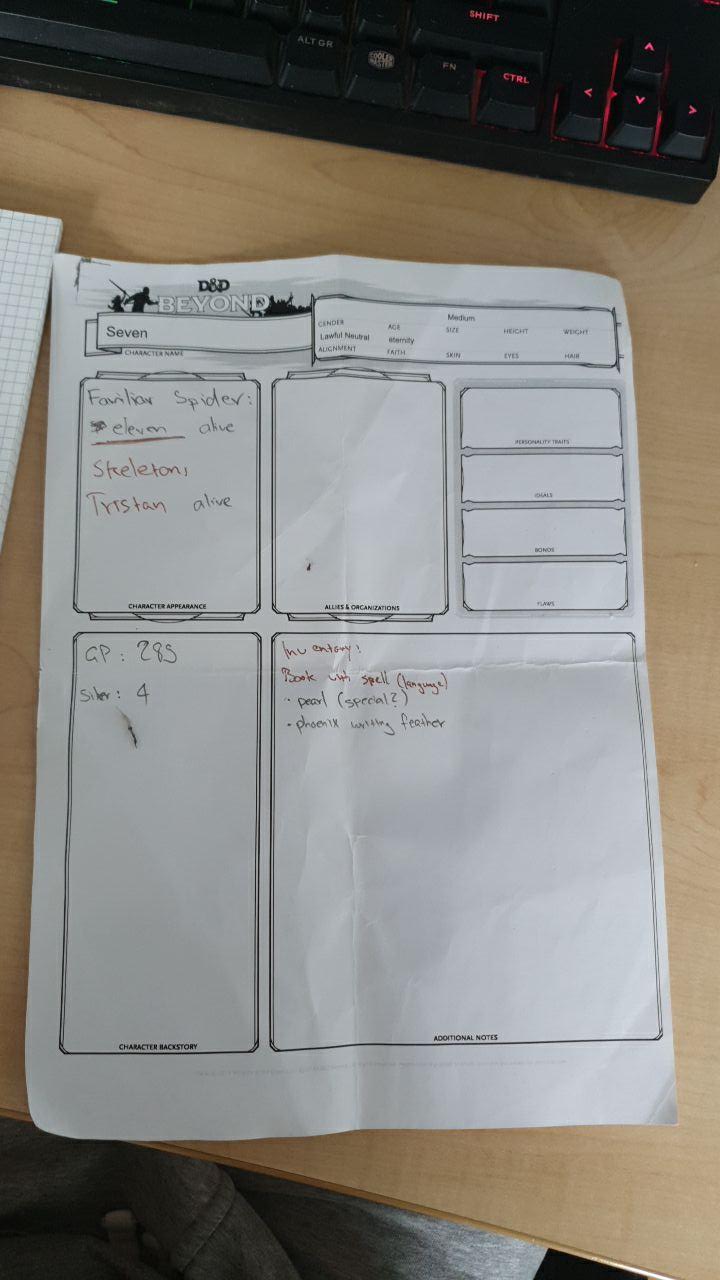 SHIFT
ALT GR
COOLER MASTER
FN
CTRL
D&D
BEYOND
Seven
CHARACTER NAME
Medium
GENDER AGE SIZE HEIGHT WEIGHT
Lawful Neutral eternity
ALIGNMENT FAITH SKIN EYES HAIR
Familiar Spider:
eleven alive
Skeletons
Tristan alive
CHARACTER APPEARANCE
ALLIES & ORGANIZATIONS
PERSONALITY TRAITS
IDEALS
BONDS
FLAWS
GP: 285
Silver: 4
CHARACTER BACKSTORY
Inventory:
Book with spell (language)
· pearl (special?)
· phoenix writing feather
ADDITIONAL NOTES